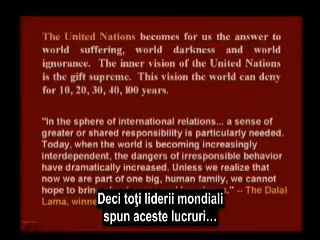 The United Nations becomes for us the answer to
world suffering, world darkness and world
ignorance. The inner vision of the United Nations
is the gift supreme. This vision the world can deny
for 10, 20, 30, 40, 100 years.
"In the sphere of international relations... a sense of
greater or shared responsibility is particularly needed.
Today, when the world is becoming increasingly
interdependent, the dangers of irresponsible behavior
have dramatically increased. Unless we realize that
now we are part of one big, human family, we cannot
hope to bring
– The Dalai
Lama,
Deci toţi liderii mondiali
spun aceste lucruri...